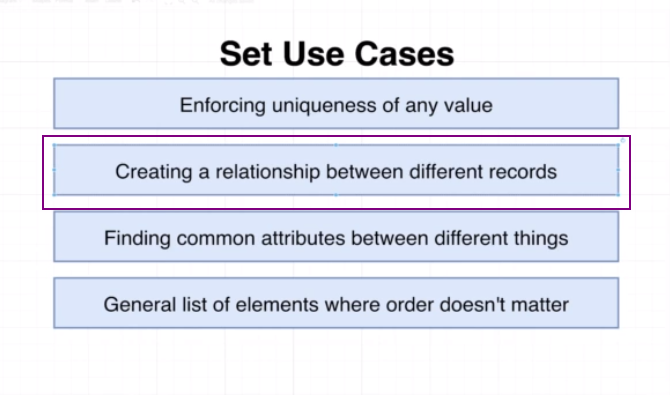 Set Use Cases
Enforcing uniqueness of any value
Creating a relationship between different records
Finding common attributes between different things
General list of elements where order doesn't matter